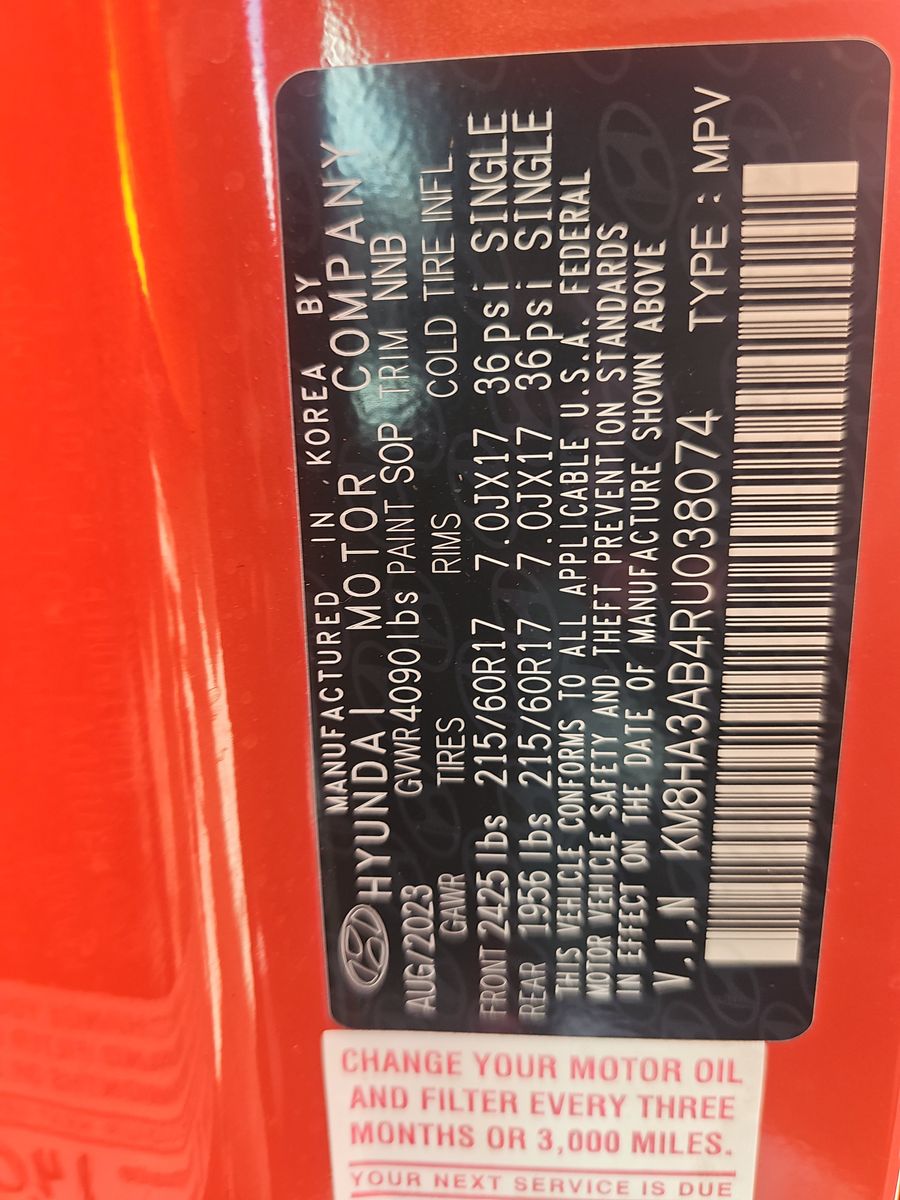 MANUFACTURED IN KOREA BY
HYUNDAI MOTOR COMPANY
AUG/2023 GVWR 4090lbs PAINT SOP TRIM NNB
GAWR TIRES RIMS COLD TIRE INFL.
FRONT 2425 lbs 215/60R17 7.0JX17 36psi SINGLE
REAR 1956 lbs 215/60R17 7.0JX17 36psi SINGLE
THIS VEHICLE CONFORMS TO ALL APPLICABLE U.S.A. FEDERAL
MOTOR VEHICLE SAFETY AND THEFT PREVENTION STANDARDS
IN EFFECT ON THE DATE OF MANUFACTURE SHOWN ABOVE
V.I.N KM8HA3AB4RU038074 TYPE : MPV
CHANGE YOUR MOTOR OIL
AND FILTER EVERY THREE
MONTHS OR 3,000 MILES.
YOUR NEXT SERVICE IS DUE